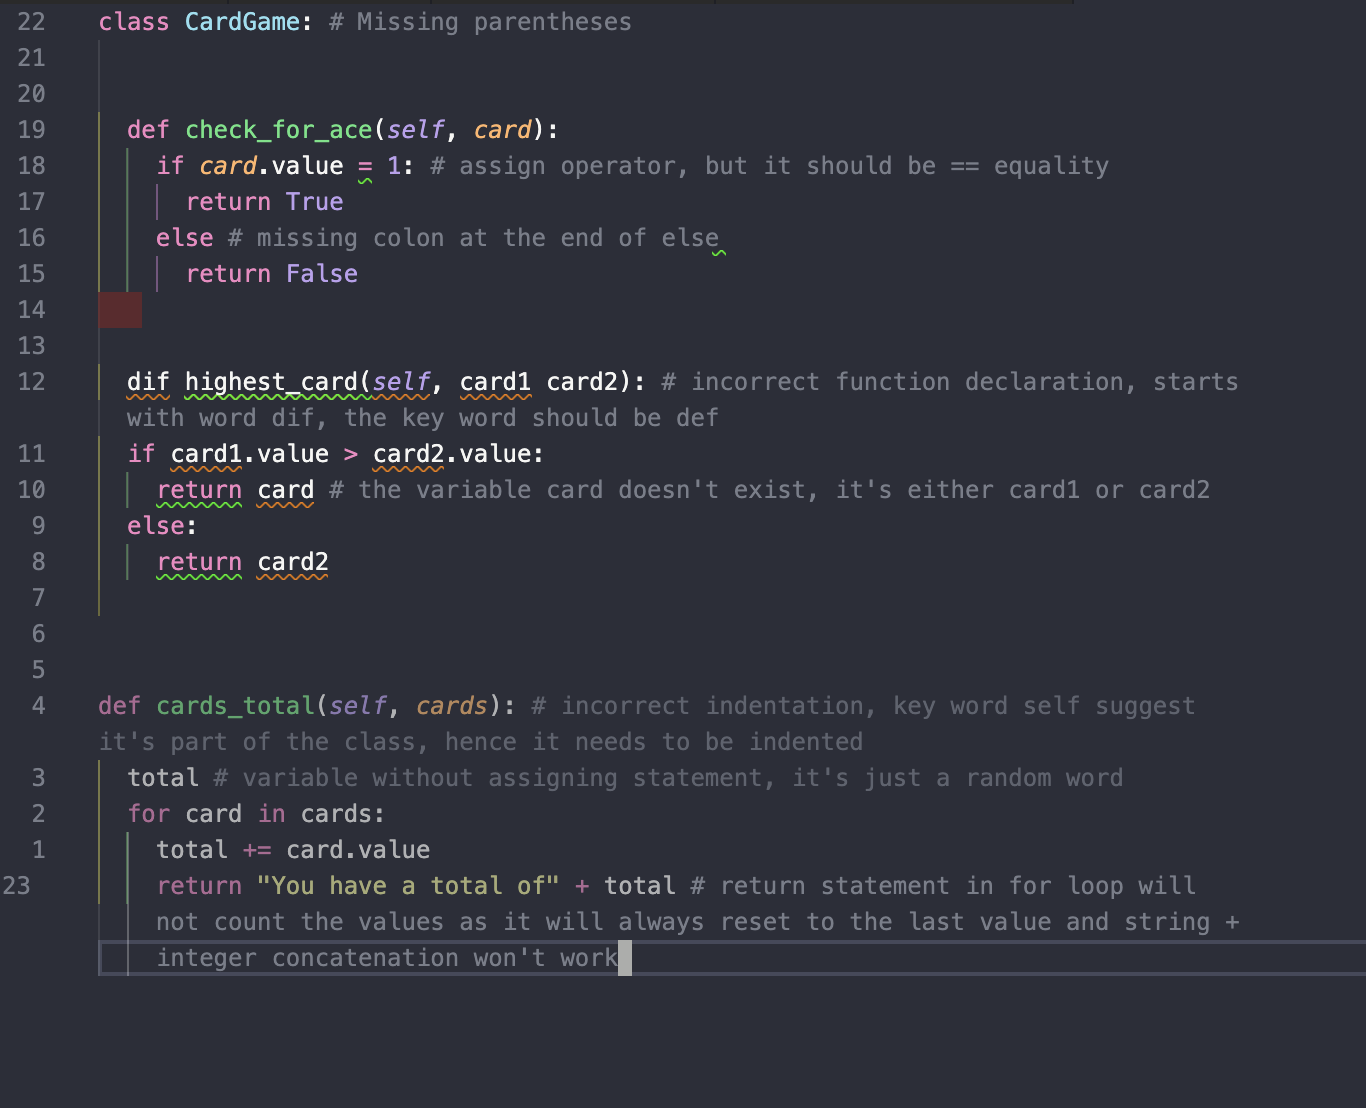 22 class CardGame: # Missing parentheses
21
20
19 def check_for_ace(self, card):
18 if card.value = 1: # assign operator, but it should be == equality
17 return True
16 else # missing colon at the end of else
15 return False
14
13
12 dif highest_card(self, card1 card2): # incorrect function declaration, starts
with word dif, the key word should be def
11 if card1.value > card2.value:
10 return card # the variable card doesn't exist, it's either card1 or card2
9 else:
8 return card2
7
6
5
4 def cards_total(self, cards): # incorrect indentation, key word self suggest
it's part of the class, hence it needs to be indented
3 total # variable without assigning statement, it's just a random word
2 for card in cards:
1 total += card.value
23 return "You have a total of" + total # return statement in for loop will
not count the values as it will always reset to the last value and string +
integer concatenation won't work